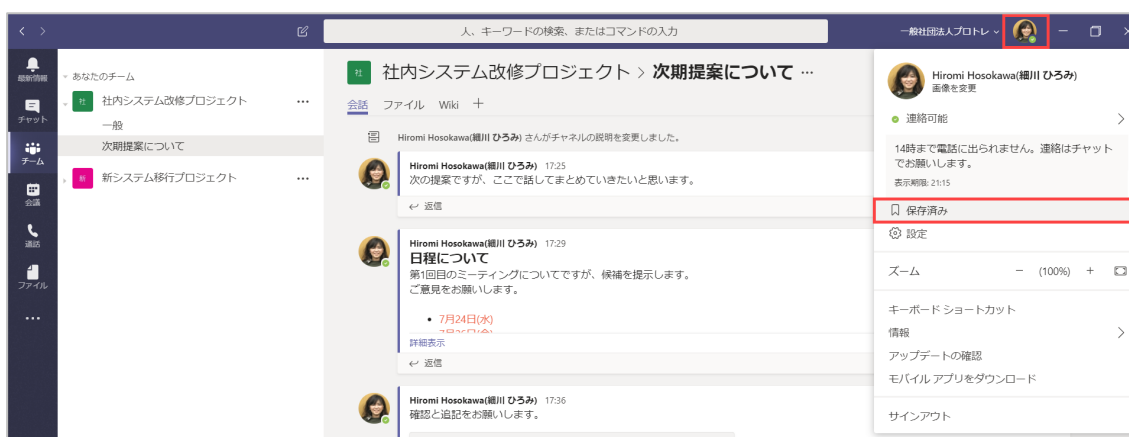 人、キーワードの検索、またはコマンドの入力
一般社団法人プロトレ
最新情報
チャット
チーム
会議
通話
ファイル
あなたのチーム
社 社内システム改修プロジェクト ...
一般
次期提案について
新 新システム移行プロジェクト ...
社 社内システム改修プロジェクト > 次期提案について ...
会話 ファイル Wiki +
Hiromi Hosokawa(細川 ひろみ) さんがチャネルの説明を変更しました。
Hiromi Hosokawa(細川 ひろみ) 17:25
次の提案ですが、ここで話してまとめていきたいと思います。
返信
Hiromi Hosokawa(細川 ひろみ) 17:29
日程について
第1回目のミーティングについてですが、候補を提示します。
ご意見をお願いします。
• 7月24日(水)
7月26日(金)
詳細表示
返信
Hiromi Hosokawa(細川 ひろみ) 17:36
確認と追記をお願いします。
Hiromi Hosokawa(細川 ひろみ)
画像を変更
連絡可能
14時まで電話に出られません。連絡はチャット
でお願いします。
表示期限: 21:15
保存済み
設定
ズーム − (100%) +
キーボード ショートカット
情報
アップデートの確認
モバイル アプリをダウンロード
サインアウト